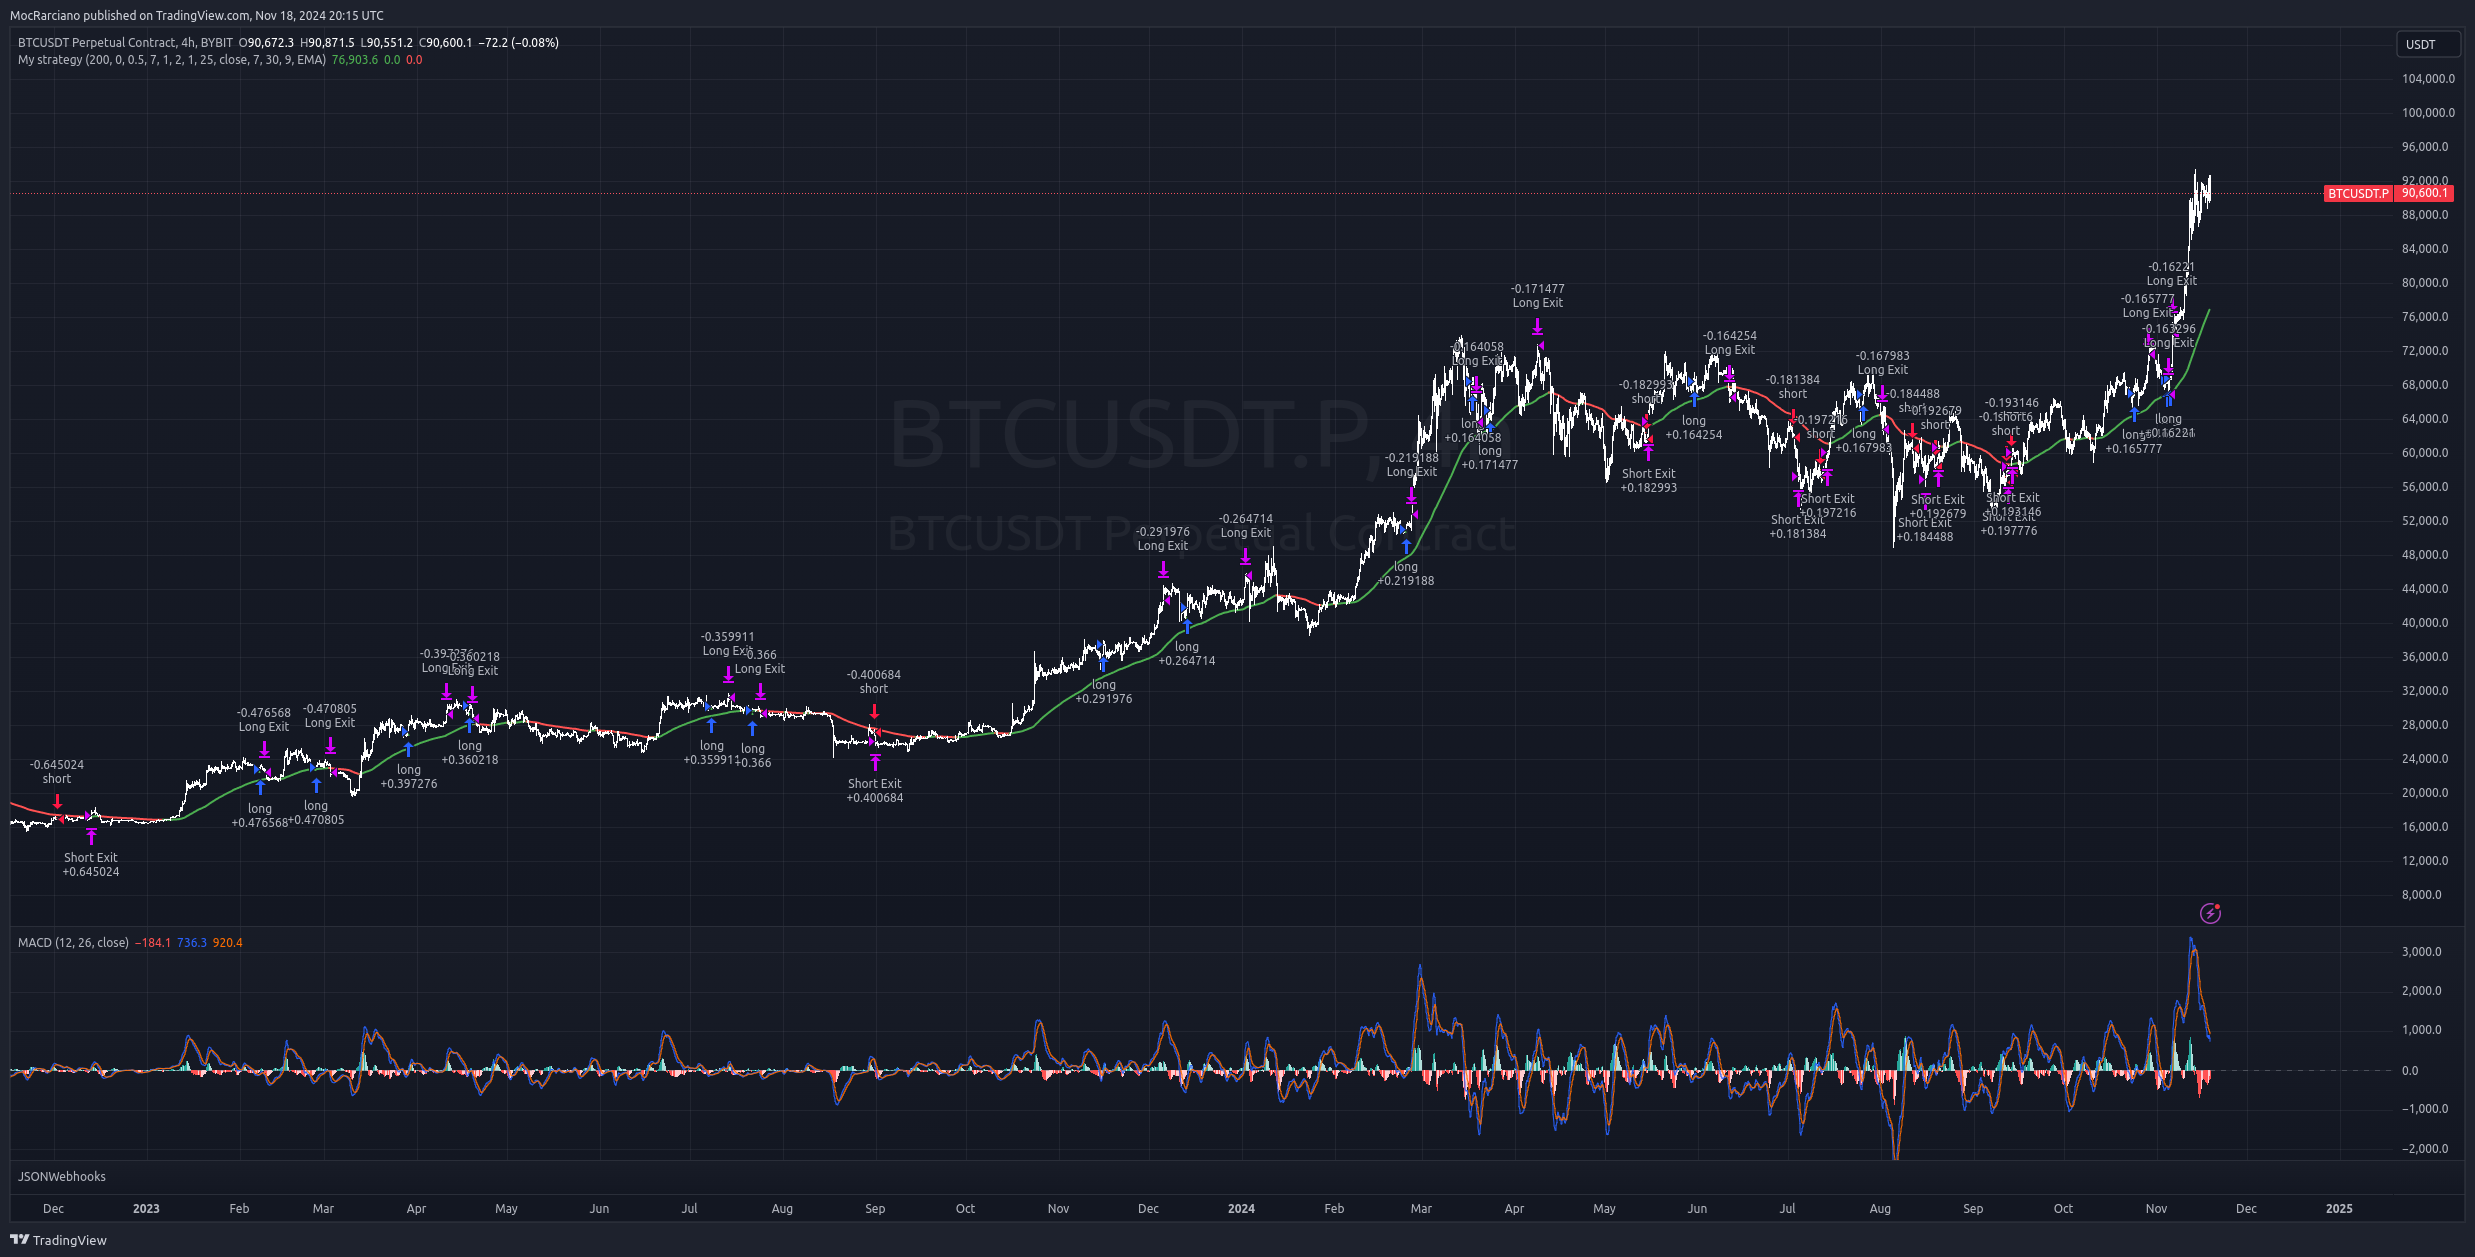 MocRarciano published on TradingView.com, Nov 18, 2024 20:15 UTC
BTCUSDT Perpetual Contract, 4h, BYBIT O90,672.3 H90,871.5 L90,551.2 C90,600.1 −72.2 (−0.08%)
My strategy (200, 0, 0.5, 7, 1, 2, 1, 25, close, 7, 30, 9, EMA) 76,903.6 0.0 0.0
USDT
104,000.0
100,000.0
96,000.0
92,000.0
BTCUSDT.P 90,600.1
88,000.0
84,000.0
80,000.0
76,000.0
72,000.0
68,000.0
64,000.0
60,000.0
56,000.0
52,000.0
48,000.0
44,000.0
40,000.0
36,000.0
32,000.0
28,000.0
24,000.0
20,000.0
16,000.0
12,000.0
8,000.0
BTCUSDT.P, 4h
BTCUSDT Perpetual Contract
-0.645024
short
Short Exit
+0.645024
-0.476568
Long Exit
long
+0.476568
-0.470805
Long Exit
long
+0.470805
-0.397276
Long Exit
long
+0.397276
-0.360218
Long Exit
long
+0.360218
-0.359911
Long Exit
long
+0.359911
-0.366
Long Exit
long
+0.366
-0.400684
short
Short Exit
+0.400684
long
+0.291976
-0.291976
Long Exit
long
+0.264714
-0.264714
Long Exit
-0.219188
Long Exit
long
+0.219188
-0.164058
Long Exit
long
+0.164058
-0.171477
Long Exit
long
+0.171477
-0.182993
short
Short Exit
+0.182993
-0.164254
Long Exit
long
+0.164254
-0.181384
short
Short Exit
+0.181384
-0.197216
short
Short Exit
+0.197216
-0.167983
Long Exit
long
+0.167983
-0.184488
short
Short Exit
+0.184488
-0.192679
short
Short Exit
+0.192679
-0.193146
short
Short Exit
+0.193146
short
Short Exit
+0.197776
-0.165777
Long Exit
long
+0.165777
-0.163296
Long Exit
-0.16221
Long Exit
long
+0.16221
MACD (12, 26, close) −184.1 736.3 920.4
3,000.0
2,000.0
1,000.0
0.0
−1,000.0
−2,000.0
JSONWebhooks
Dec 2023 Feb Mar Apr May Jun Jul Aug Sep Oct Nov Dec 2024 Feb Mar Apr May Jun Jul Aug Sep Oct Nov Dec 2025
TradingView